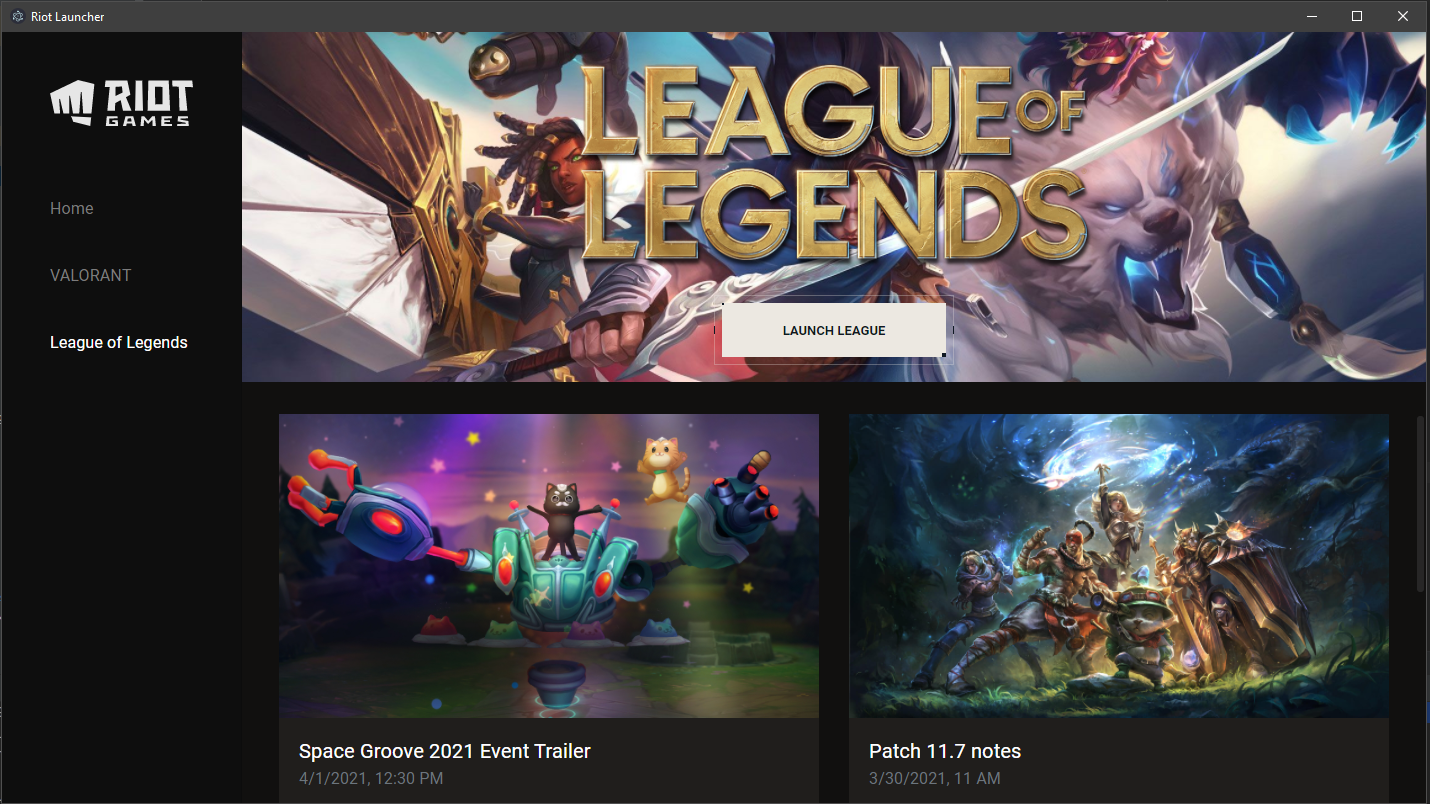 Riot Launcher
RIOT
GAMES
Home
VALORANT
League of Legends
LEAGUE OF
LEGENDS
LAUNCH LEAGUE
Space Groove 2021 Event Trailer
4/1/2021, 12:30 PM
Patch 11.7 notes
3/30/2021, 11 AM